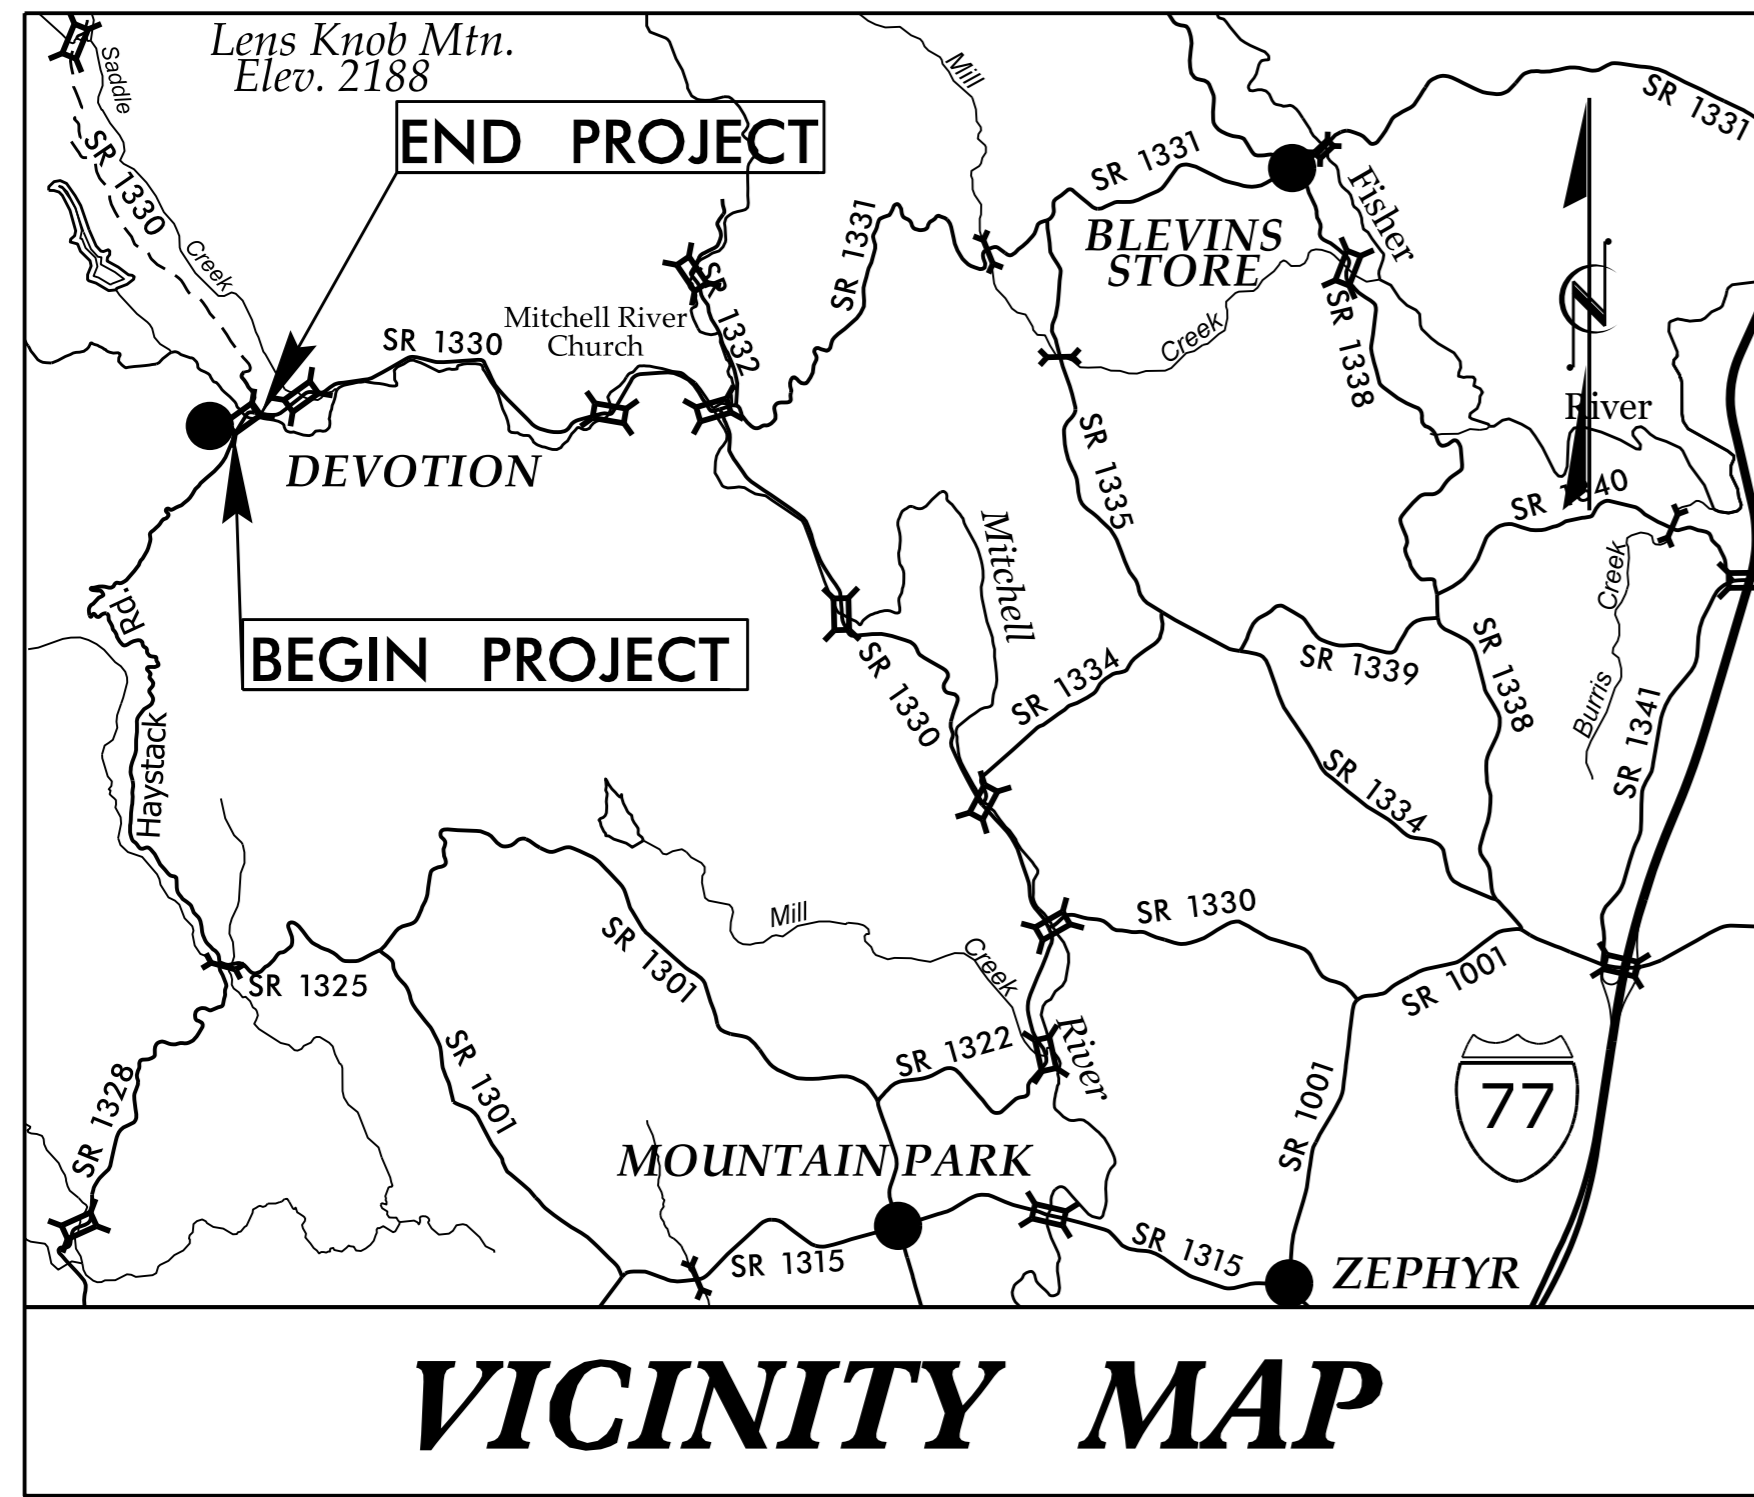 Lens Knob Mtn.
Elev. 2188
Saddle
Creek
SR 1330
END PROJECT
Mill
SR 1331
SR 1331
Fisher
BLEVINS
STORE
SR 1331
SR 1332
Mitchell River
Church
SR 1330
Creek
SR 1338
N
River
DEVOTION
SR 1335
SR 1340
Mitchell
Creek
Burris
Rd.
Haystack
BEGIN PROJECT
SR 1330
SR 1334
SR 1339
SR 1338
SR 1341
SR 1334
Mill
Creek
SR 1330
SR 1301
SR 1325
SR 1001
SR 1301
SR 1322
River
SR 1001
77
SR 1328
MOUNTAIN PARK
SR 1315
SR 1315
ZEPHYR
VICINITY MAP